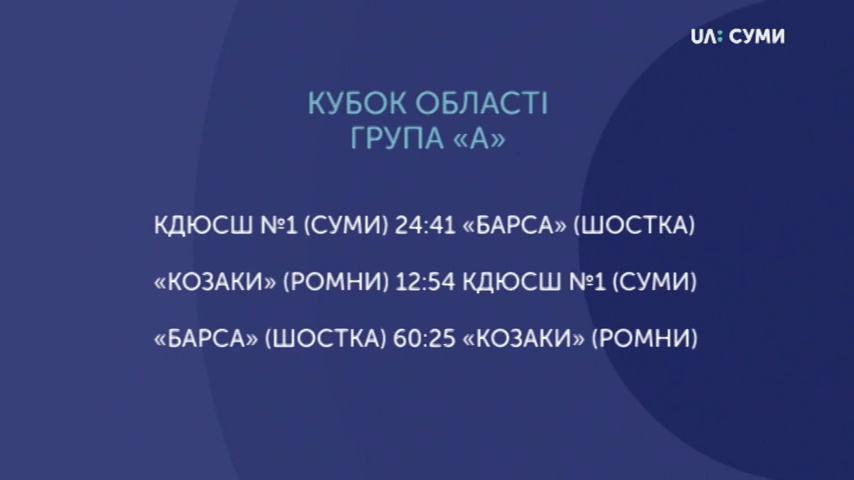 UA: СУМИ
КУБОК ОБЛАСТІ
ГРУПА «А»
КДЮСШ №1 (СУМИ) 24:41 «БАРСА» (ШОСТКА)
«КОЗАКИ» (РОМНИ) 12:54 КДЮСШ №1 (СУМИ)
«БАРСА» (ШОСТКА) 60:25 «КОЗАКИ» (РОМНИ)